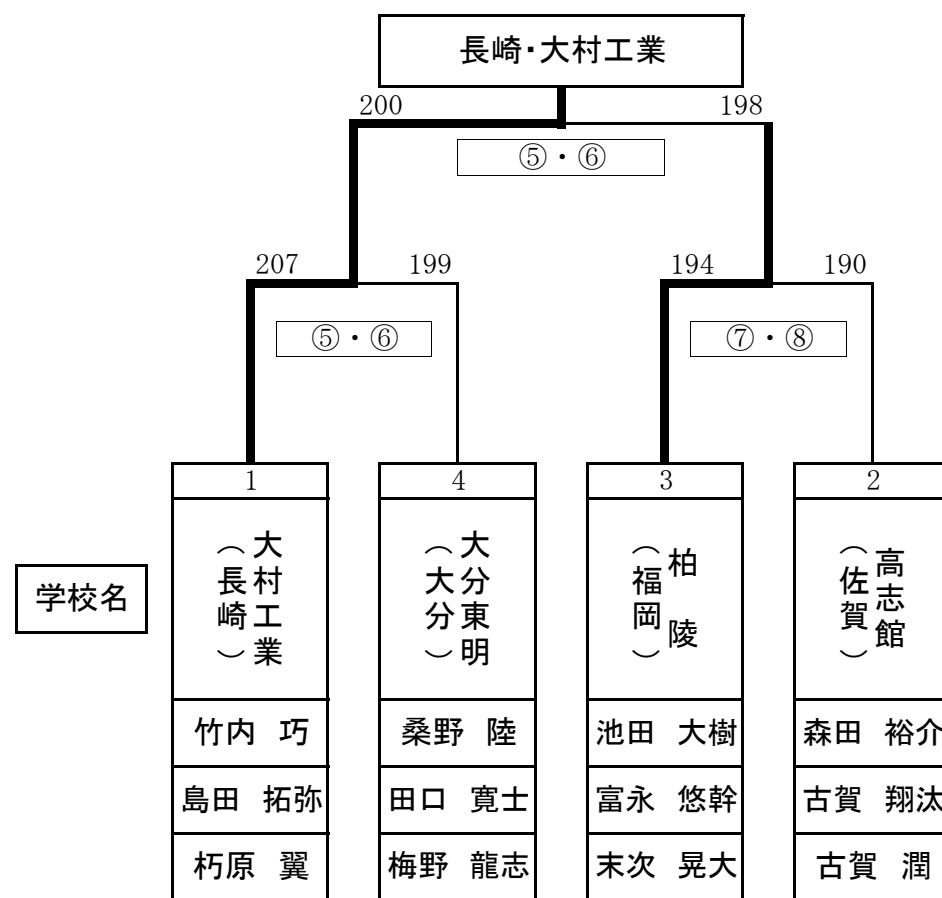 長崎・大村工業
200
198
⑤・⑥
207
199
194
190
⑤・⑥
⑦・⑧
1
4
3
2
学校名
大村工業
（長崎）
大分東明
（大分）
柏陵
（福岡）
高志館
（佐賀）
竹内 巧
桑野 陸
池田 大樹
森田 裕介
島田 拓弥
田口 寛士
富永 悠幹
古賀 翔汰
朽原 翼
梅野 龍志
末次 晃大
古賀 潤